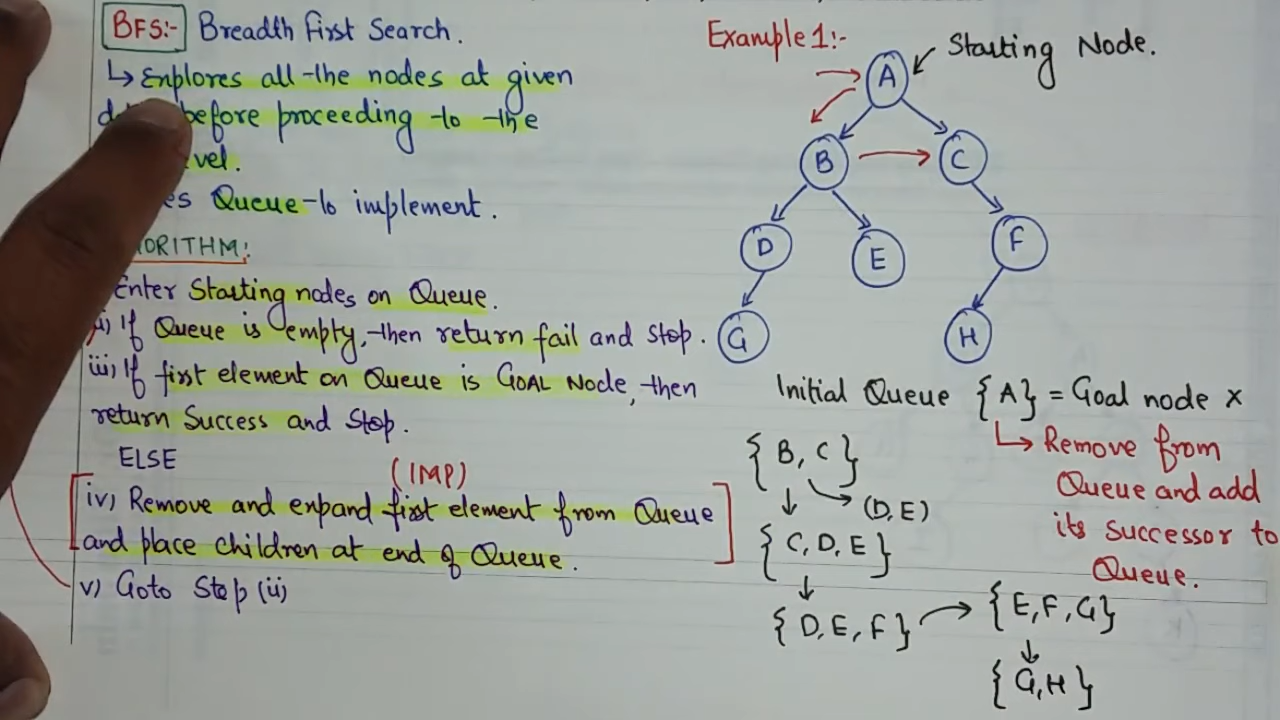 BFS:- Breadth First Search.
↳ Explores all the nodes at given
before proceeding to the
vel.
es Queue to implement.
ORITHM:
Enter Starting nodes on Queue.
ii) If Queue is empty, then return fail and stop.
iii) If first element on Queue is GOAL NODE, then
return Success and Stop.
ELSE
(IMP)
iv) Remove and expand first element from Queue
and place children at end of Queue.
v) Goto Step (ii)
Example 1:-
Starting Node.
A
B
C
D
E
F
G
H
Initial Queue {A} = Goal node x
↳ Remove from
Queue and add
its successor to
Queue.
{B, C}
(D, E)
{C, D, E}
{D, E, F}
{E, F, G}
{G, H}